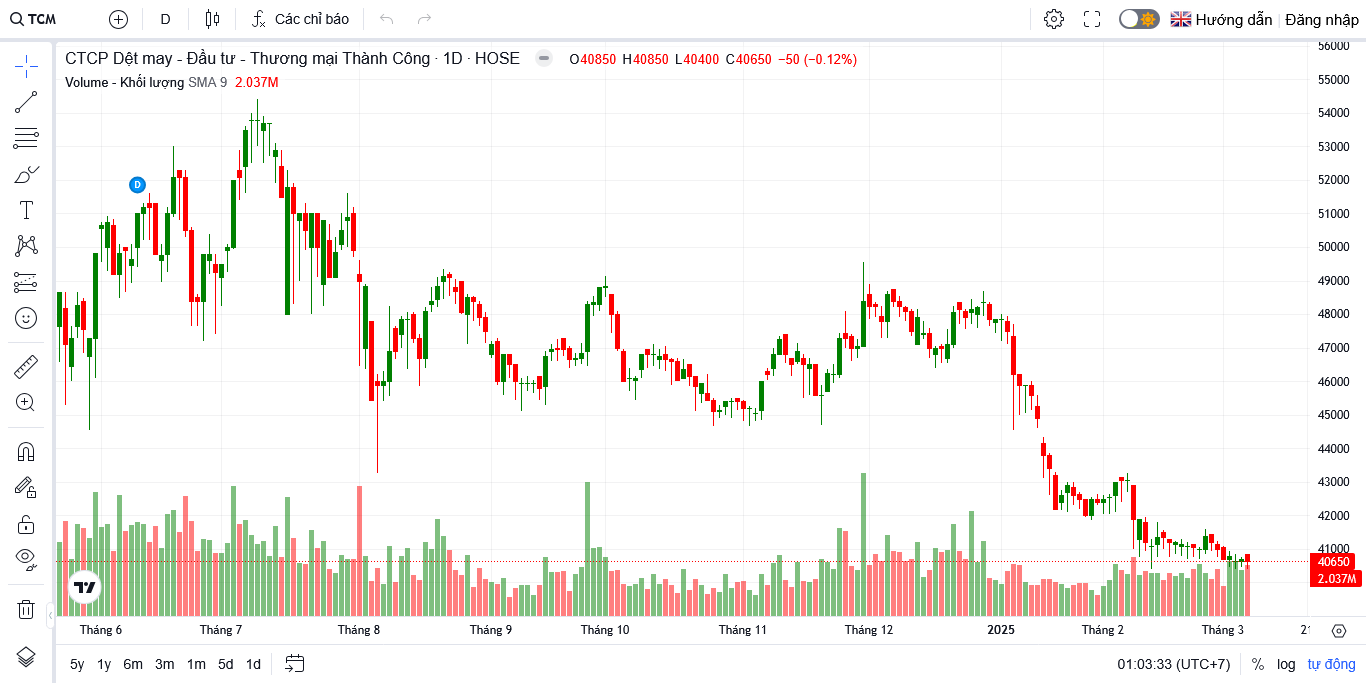 TCM D Các chỉ báo Hướng dẫn Đăng nhập
CTCP Dệt may - Đầu tư - Thương mại Thành Công · 1D · HOSE O40850 H40850 L40400 C40650 −50 (−0.12%)
Volume - Khối lượng SMA 9 2.037M
D
56000
55000
54000
53000
52000
51000
50000
49000
48000
47000
46000
45000
44000
43000
42000
41000
40650
2.037M
Tháng 6 Tháng 7 Tháng 8 Tháng 9 Tháng 10 Tháng 11 Tháng 12 2025 Tháng 2 Tháng 3 21
5y 1y 6m 3m 1m 5d 1d 01:03:33 (UTC+7) % log tự động